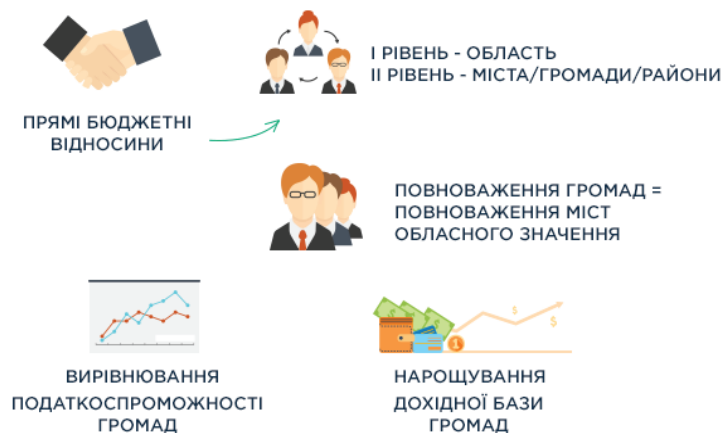 ПРЯМІ БЮДЖЕТНІ
ВІДНОСИНИ
І РІВЕНЬ - ОБЛАСТЬ
ІІ РІВЕНЬ - МІСТА/ГРОМАДИ/РАЙОНИ
ПОВНОВАЖЕННЯ ГРОМАД =
ПОВНОВАЖЕННЯ МІСТ
ОБЛАСНОГО ЗНАЧЕННЯ
ВИРІВНЮВАННЯ
ПОДАТКОСПРОМОЖНОСТІ
ГРОМАД
$
$
1
НАРОЩУВАННЯ
ДОХІДНОЇ БАЗИ
ГРОМАД